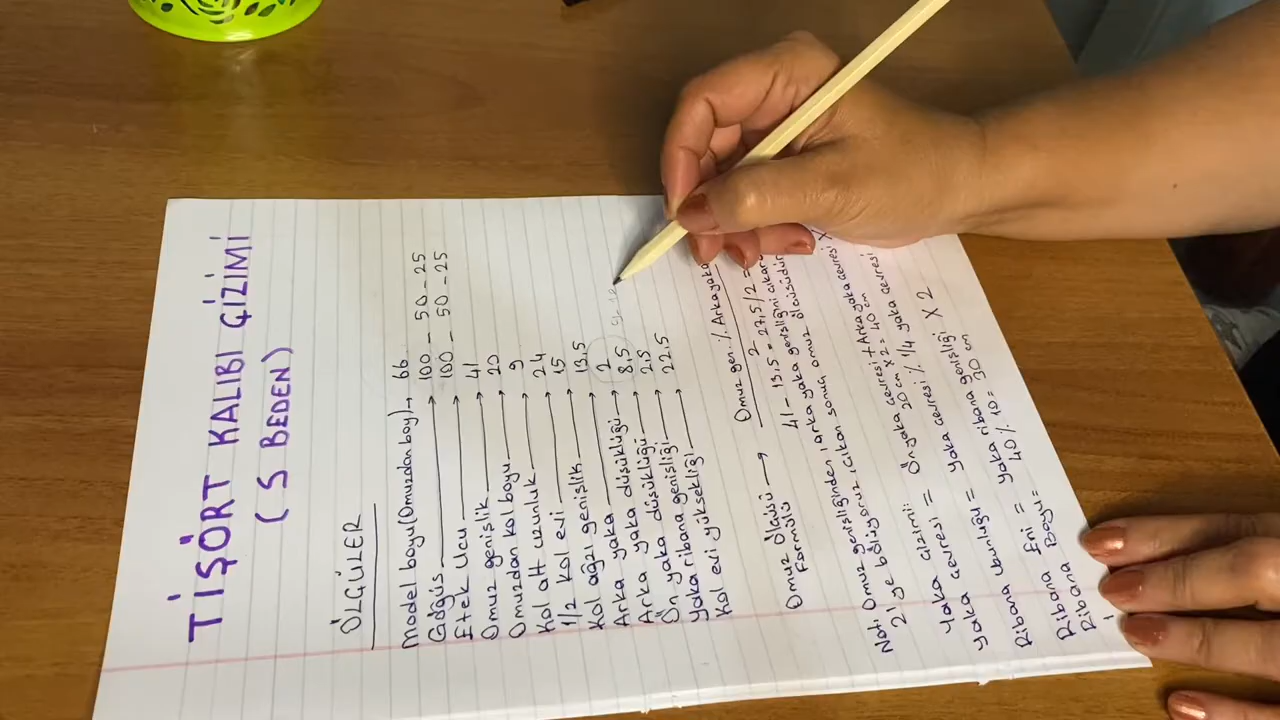 TİŞÖRT KALIBI ÇİZİMİ
( S BEDEN)
ÖLÇÜLER
Model boyu(Omuzdan boy)→ 66
Göğüs → 100 - 50 - 25
Etek Ucu → 100 - 50 - 25
Omuz genişlik → 41
Omuzdan kol boyu → 20
Kol alt uzunluk → 9
1/2 kol evi → 24
Kol ağzı genişlik → 15
Arka yaka → 13,5
Arka yaka düşüklüğü → 2
Ön yaka düşüklüğü → 8,5
Yaka ribana genişliği → 2,5
Kol evi yüksekliği → 22,5
Omuz Ölçüsü → Omuz gen. % Arka yaka
Formülü 2
41 - 13,5 = 27,5/2 =
Not: Omuz genişliğinden, arka yaka genişliğini çıkarıp
2'ye bölüyoruz, çıkan sonuç omuz ölçüsüdür
Yaka çizimi: Ön yaka çevresi + Arka yaka çevresi X
Yaka çevresi = 20 cm X 2 = 40 cm
Ribana uzunluğu = Yaka çevresi % 1/4 yaka çevresi
40 % 10 = 30 cm
Ribana Eni = yaka ribana genişliği X 2
Ribana Boyu =